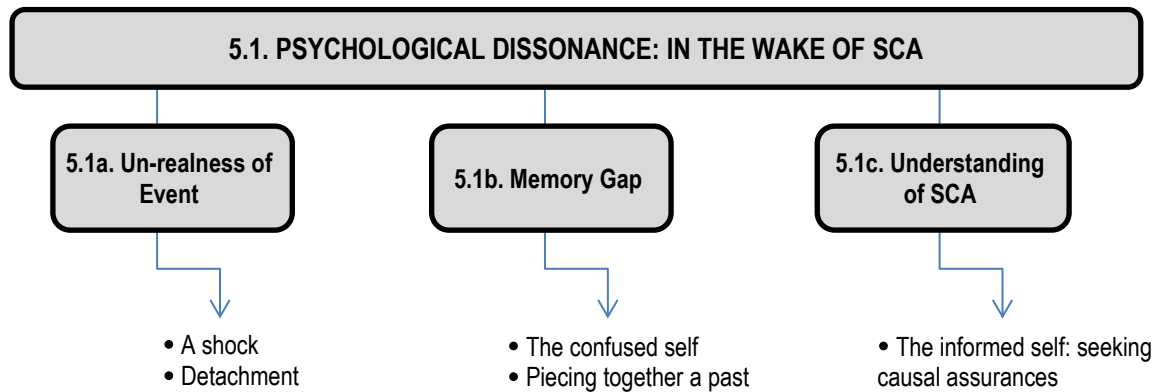 5.1. PSYCHOLOGICAL DISSONANCE: IN THE WAKE OF SCA
5.1a. Un-realness of
Event
5.1b. Memory Gap
5.1c. Understanding
of SCA
• A shock
• Detachment
• The confused self
• Piecing together a past
• The informed self: seeking
causal assurances